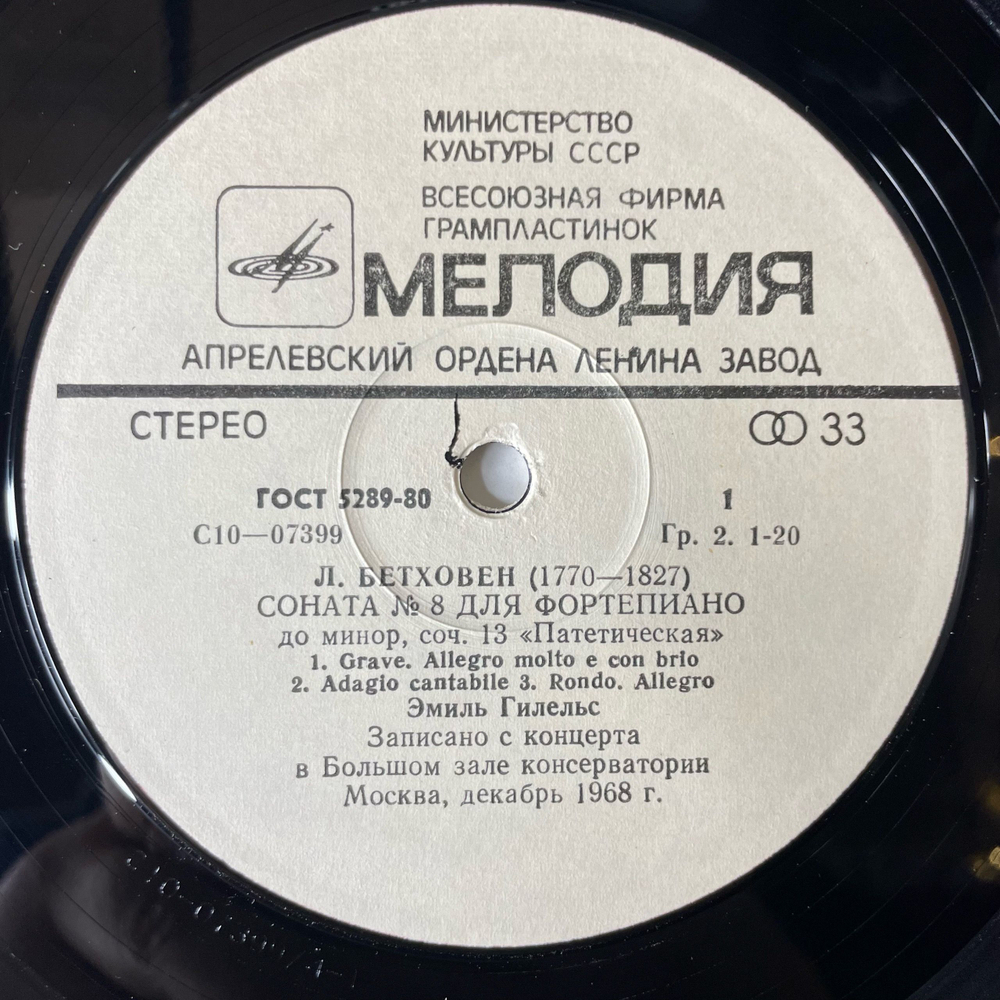 МИНИСТЕРСТВО
КУЛЬТУРЫ СССР
ВСЕСОЮЗНАЯ ФИРМА
ГРАМПЛАСТИНОК
МЕЛОДИЯ
АПРЕЛЕВСКИЙ ОРДЕНА ЛЕНИНА ЗАВОД
СТЕРЕО 33
ГОСТ 5289-80 1
С10—07399 Гр. 2. 1-20
Л. БЕТХОВЕН (1770—1827)
СОНАТА № 8 ДЛЯ ФОРТЕПИАНО
до минор, соч. 13 «Патетическая»
1. Grave. Allegro molto e con brio
2. Adagio cantabile 3. Rondo. Allegro
Эмиль Гилельс
Записано с концерта
в Большом зале консерватории
Москва, декабрь 1968 г.